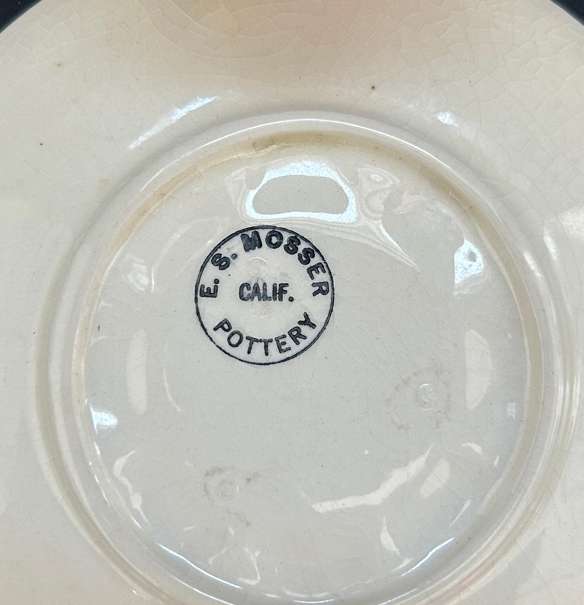 E. S. MOSSER
CALIF.
POTTERY